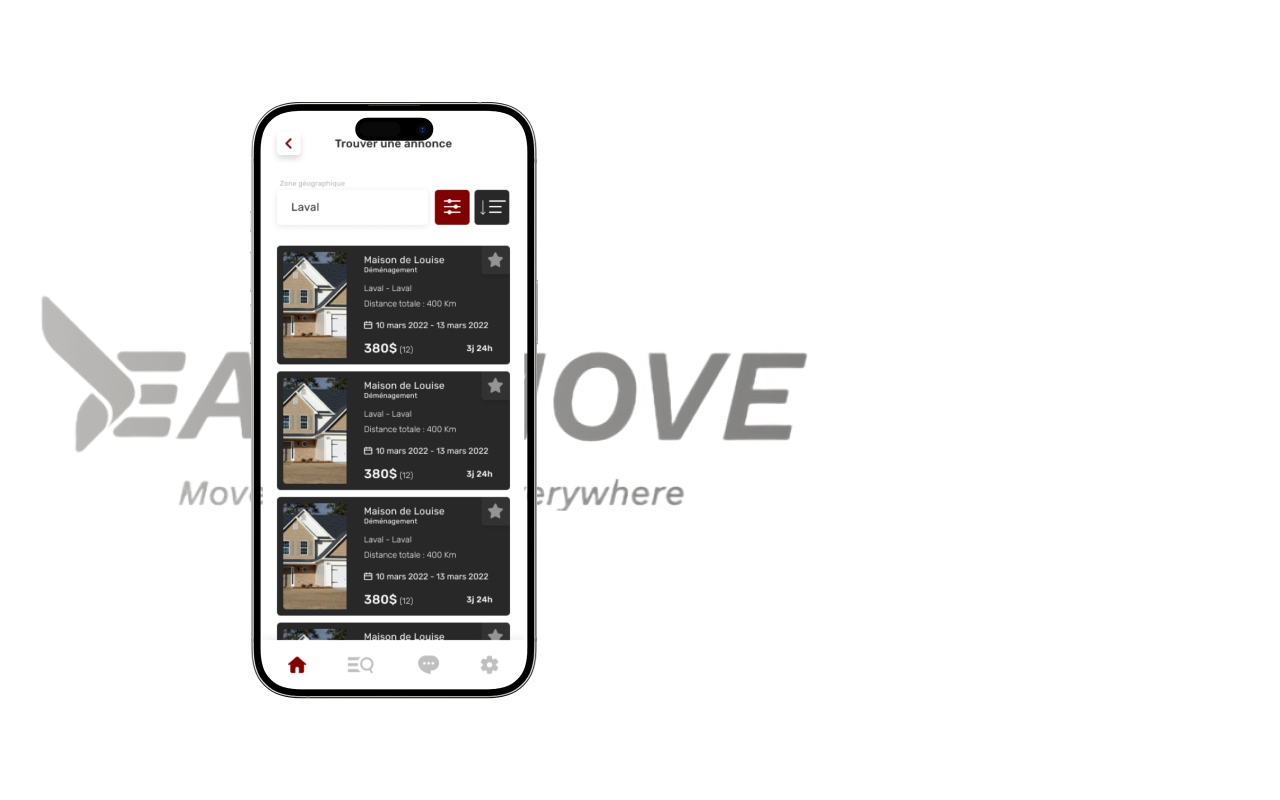 Trouver une annonce
Zone géographique
Laval
Maison de Louise
Déménagement
Laval - Laval
Distance totale : 400 Km
10 mars 2022 - 13 mars 2022
380$ (12) 3j 24h
Maison de Louise
Déménagement
Laval - Laval
Distance totale : 400 Km
10 mars 2022 - 13 mars 2022
380$ (12) 3j 24h
Maison de Louise
Déménagement
Laval - Laval
Distance totale : 400 Km
10 mars 2022 - 13 mars 2022
380$ (12) 3j 24h
Maison de Louise
EA OVE
Move erywhere